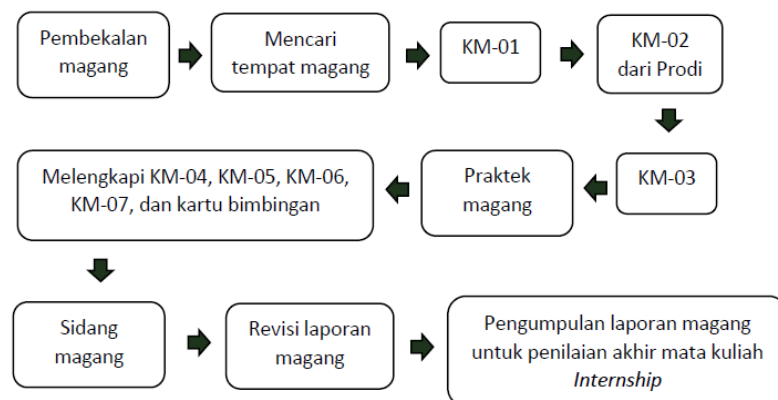 Pembekalan
magang
Mencari
tempat magang
KM-01
KM-02
dari Prodi
KM-03
Praktek
magang
Melengkapi KM-04, KM-05, KM-06,
KM-07, dan kartu bimbingan
Sidang
magang
Revisi laporan
magang
Pengumpulan laporan magang
untuk penilaian akhir mata kuliah
Internship